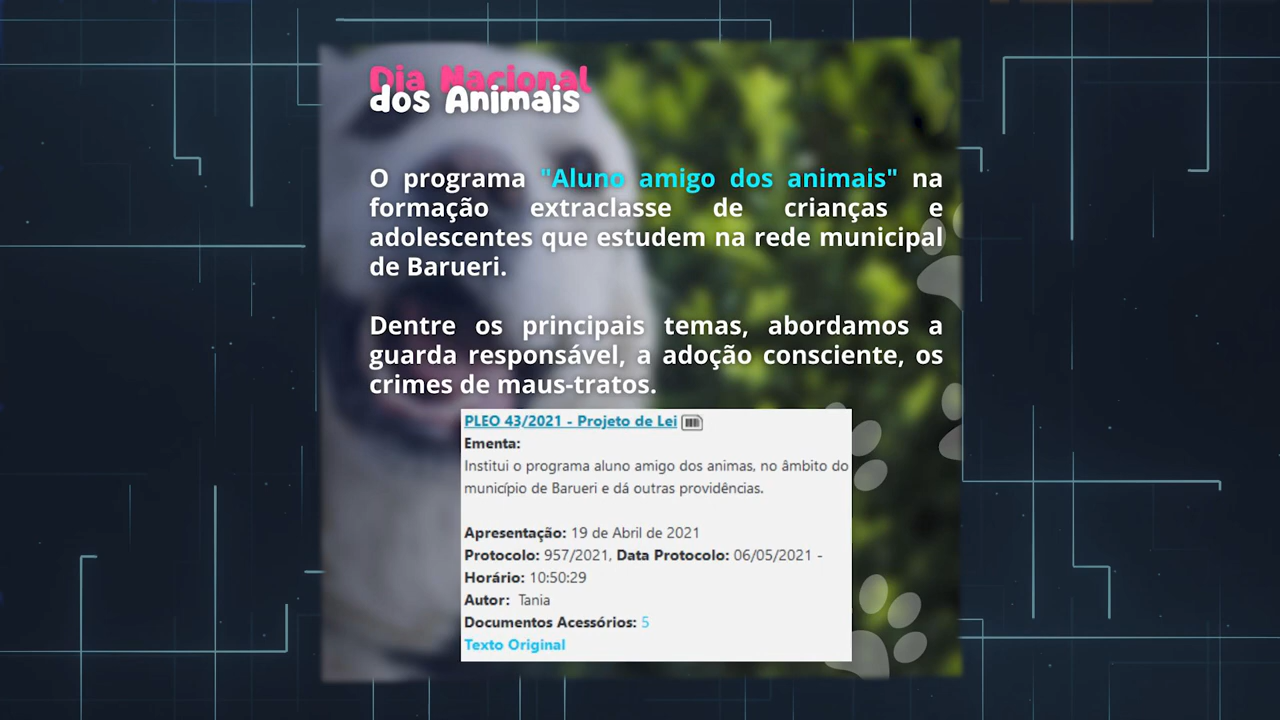 Dia Nacional
dos Animais
O programa "Aluno amigo dos animais" na
formação extraclasse de crianças e
adolescentes que estudem na rede municipal
de Barueri.
Dentre os principais temas, abordamos a
guarda responsável, a adoção consciente, os
crimes de maus-tratos.
PLEO 43/2021 - Projeto de Lei
Ementa:
Institui o programa aluno amigo dos animas, no âmbito do
município de Barueri e dá outras providências.
Apresentação: 19 de Abril de 2021
Protocolo: 957/2021, Data Protocolo: 06/05/2021 -
Horário: 10:50:29
Autor: Tania
Documentos Acessórios: 5
Texto Original